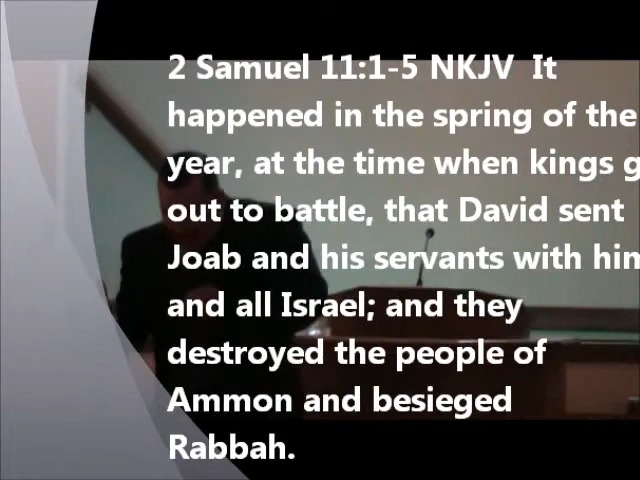 2 Samuel 11:1-5 NKJV  It
happened in the spring of the
year, at the time when kings g
out to battle, that David sent
Joab and his servants with him
and all Israel; and they
destroyed the people of
Ammon and besieged
Rabbah.